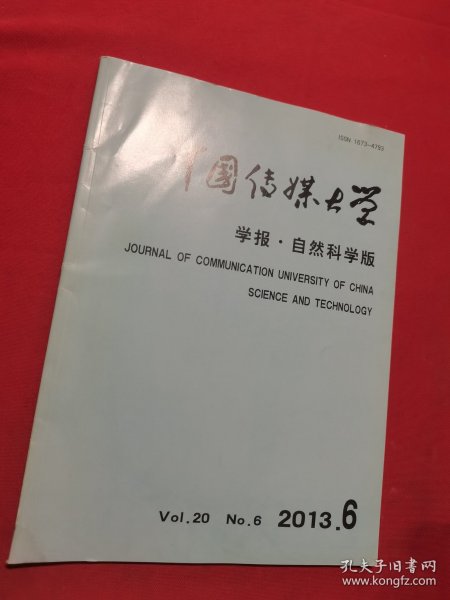 ISSN 1673-4793
中国传媒大学
学报·自然科学版
JOURNAL OF COMMUNICATION UNIVERSITY OF CHINA
SCIENCE AND TECHNOLOGY
Vol.20 No.6 2013.6
孔夫子旧书网
www.kongfz.com